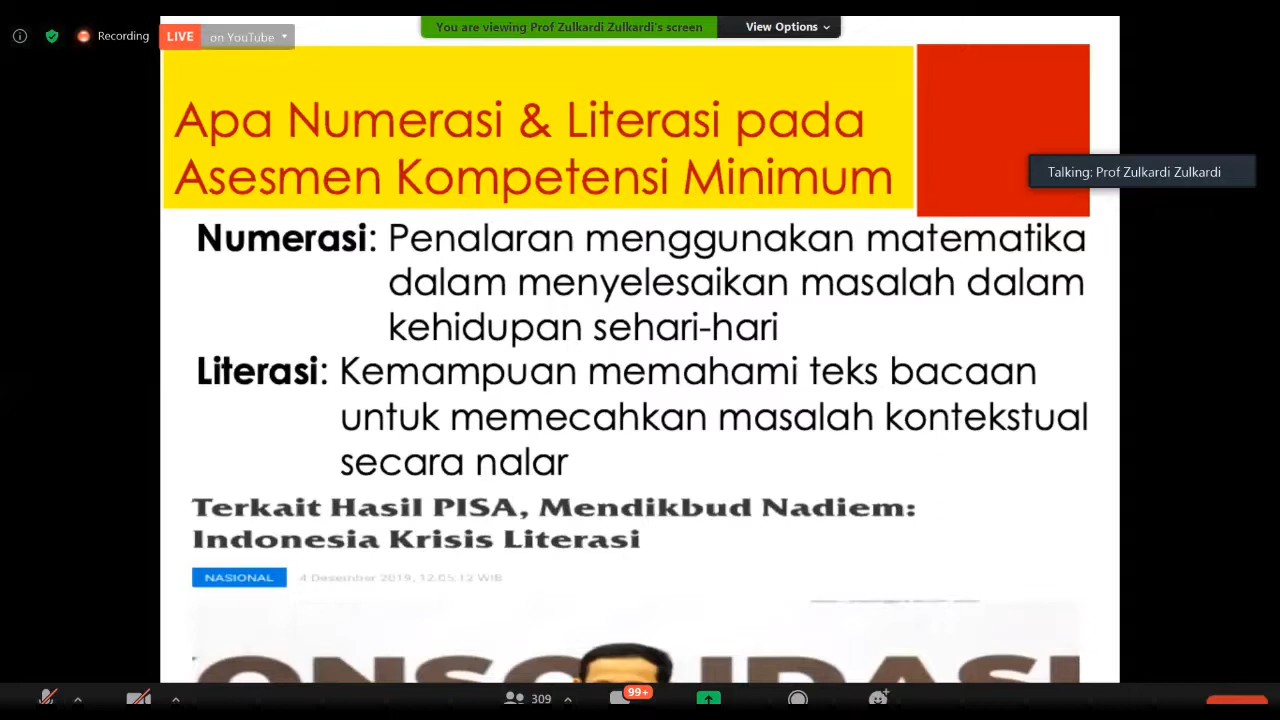 You are viewing Prof Zulkardi Zulkardi's screen
View Options
Recording
LIVE
on YouTube
Apa Numerasi & Literasi pada
Asesmen Kompetensi Minimum
Talking: Prof Zulkardi Zulkardi
Numerasi: Penalaran menggunakan matematika
dalam menyelesaikan masalah dalam
kehidupan sehari-hari
Literasi: Kemampuan memahami teks bacaan
untuk memecahkan masalah kontekstual
secara nalar
Terkait Hasil PISA, Mendikbud Nadiem:
Indonesia Krisis Literasi
NASIONAL
4 Desember 2019, 12.05.12 WIB
309
99+